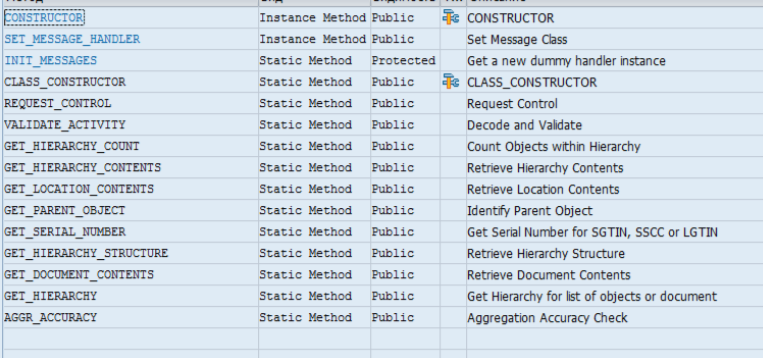 CONSTRUCTOR Instance Method Public CONSTRUCTOR
SET_MESSAGE_HANDLER Instance Method Public Set Message Class
INIT_MESSAGES Static Method Protected Get a new dummy handler instance
CLASS_CONSTRUCTOR Static Method Public CLASS_CONSTRUCTOR
REQUEST_CONTROL Static Method Public Request Control
VALIDATE_ACTIVITY Static Method Public Decode and Validate
GET_HIERARCHY_COUNT Static Method Public Count Objects within Hierarchy
GET_HIERARCHY_CONTENTS Static Method Public Retrieve Hierarchy Contents
GET_LOCATION_CONTENTS Static Method Public Retrieve Location Contents
GET_PARENT_OBJECT Static Method Public Identify Parent Object
GET_SERIAL_NUMBER Static Method Public Get Serial Number for SGTIN, SSCC or LGTIN
GET_HIERARCHY_STRUCTURE Static Method Public Retrieve Hierarchy Structure
GET_DOCUMENT_CONTENTS Static Method Public Retrieve Document Contents
GET_HIERARCHY Static Method Public Get Hierarchy for list of objects or document
AGGR_ACCURACY Static Method Public Aggregation Accuracy Check